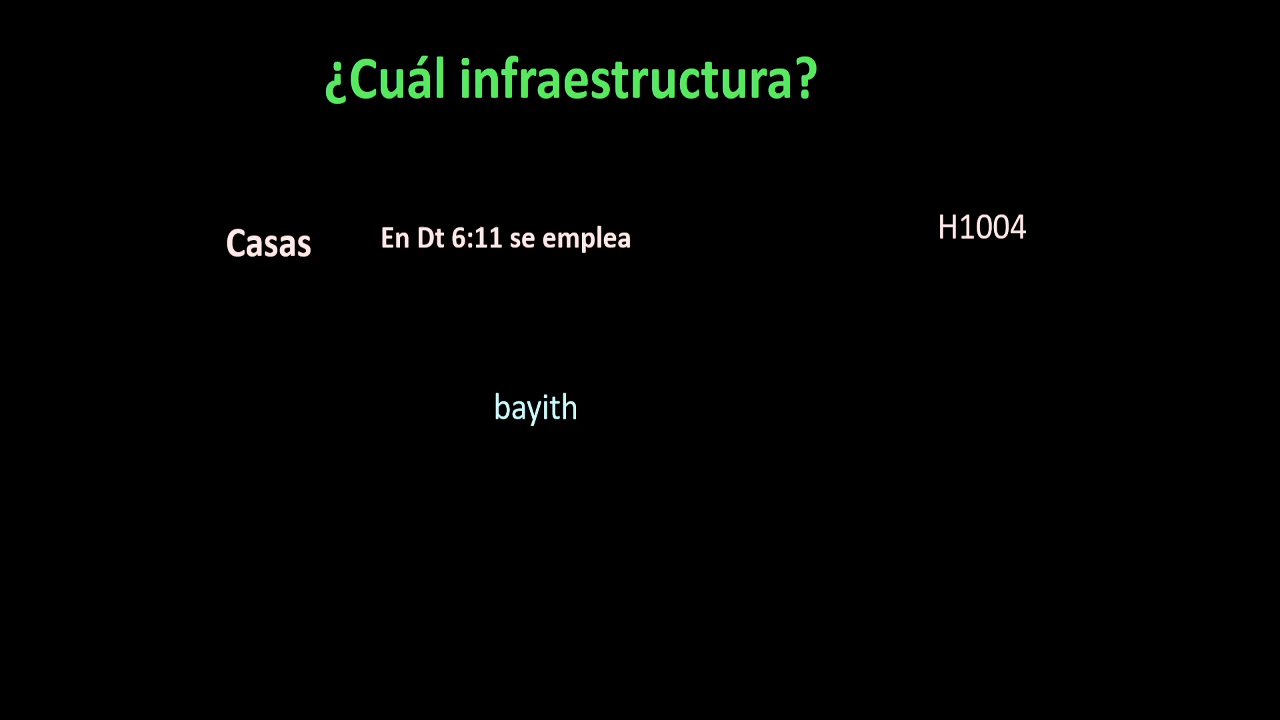 ¿Cuál infraestructura?
Casas En Dt 6:11 se emplea H1004
bayith